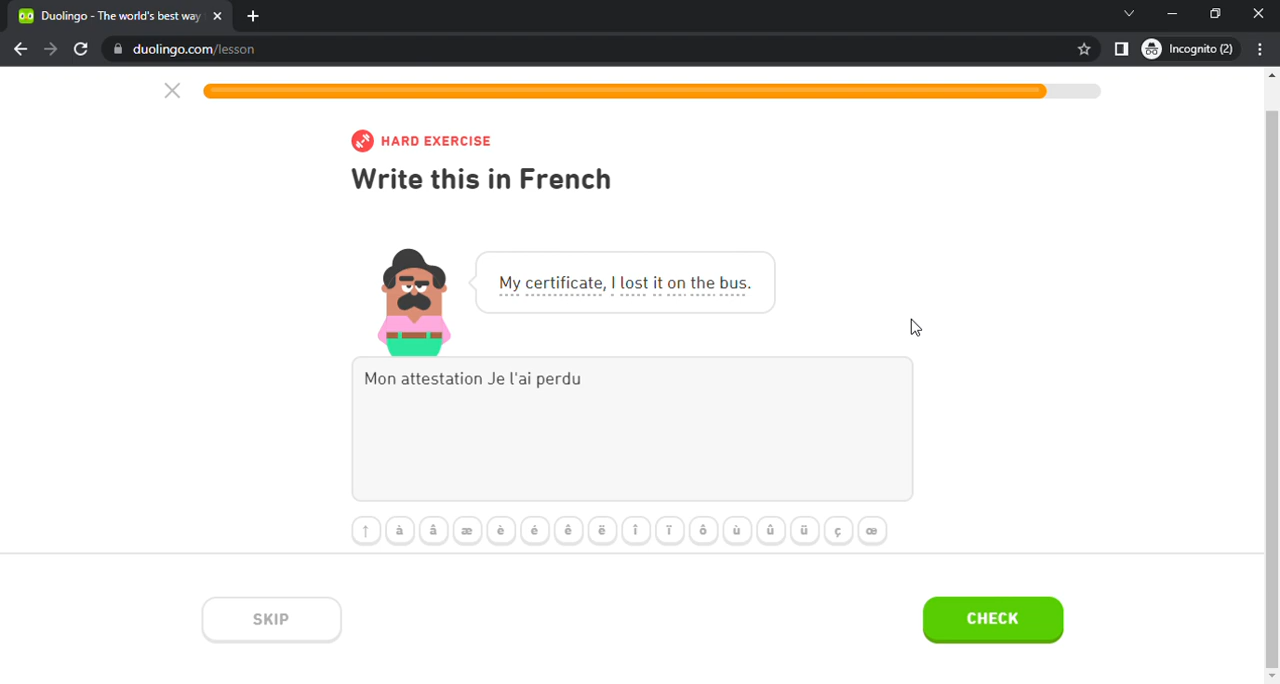 Duolingo - The world's best way
duolingo.com/lesson
Incognito (2)
HARD EXERCISE
Write this in French
My certificate, I lost it on the bus.
Mon attestation Je l'ai perdu
↑ à â æ è é ê ë î ï ô ù û ü ç œ
SKIP
CHECK